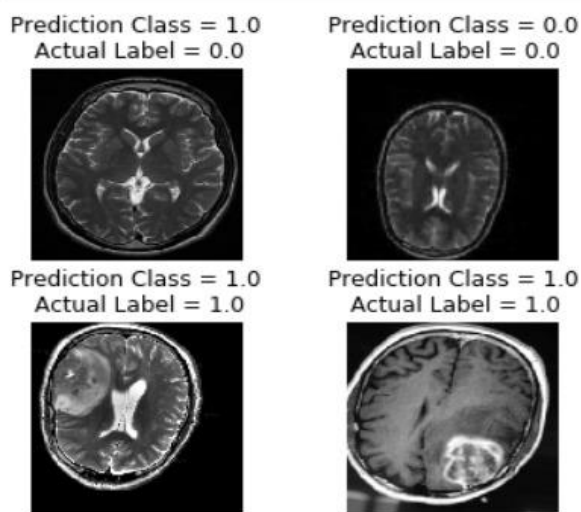 Prediction Class = 1.0
Actual Label = 0.0
Prediction Class = 0.0
Actual Label = 0.0
Prediction Class = 1.0
Actual Label = 1.0
Prediction Class = 1.0
Actual Label = 1.0